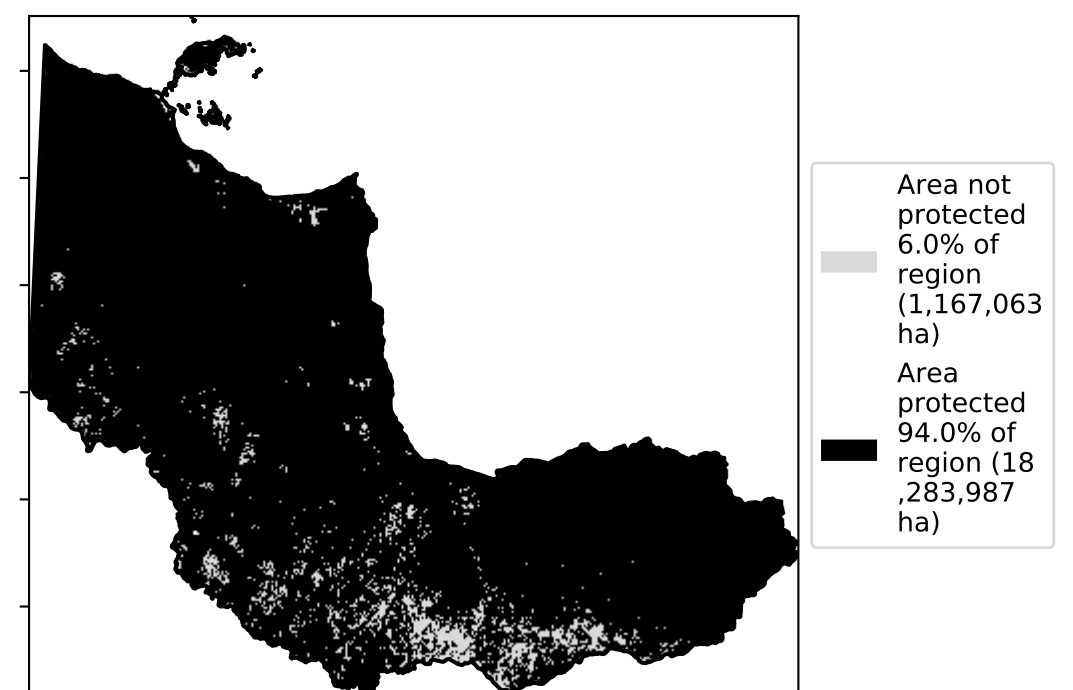 Area not
protected
6.0% of
region
(1,167,063
ha)
Area
protected
94.0% of
region (18
,283,987
ha)